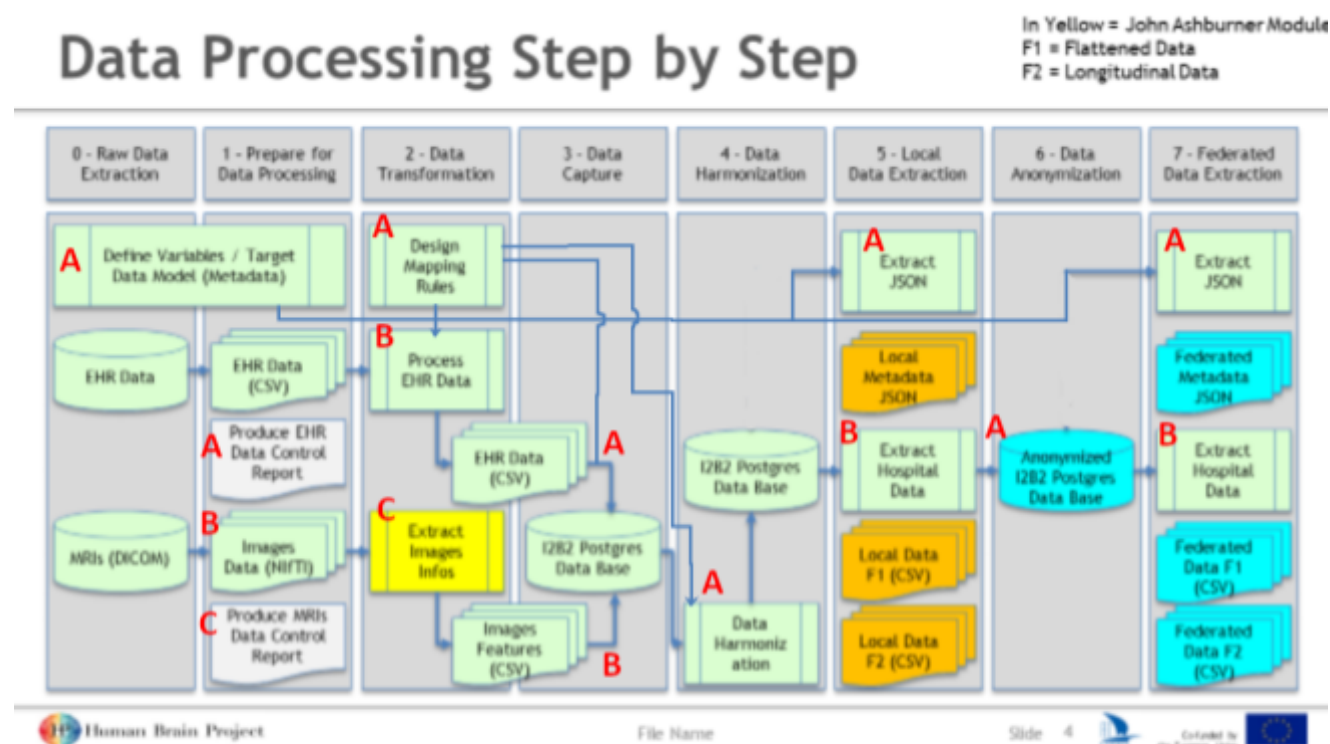 Data Processing Step by Step
In Yellow = John Ashburner Module
F1 = Flattened Data
F2 = Longitudinal Data
0 - Raw Data
Extraction
1 - Prepare for
Data Processing
2 - Data
Transformation
3 - Data
Capture
4 - Data
Harmonization
5 - Local
Data Extraction
6 - Data
Anonymization
7 - Federated
Data Extraction
A
Define Variables / Target
Data Model (Metadata)
A
Design
Mapping
Rules
A
Extract
JSON
A
Extract
JSON
EHR Data
EHR Data
(CSV)
B
Process
EHR Data
Local
Metadata
JSON
Federated
Metadata
JSON
A
Produce EHR
Data Control
Report
EHR Data
(CSV)
A
I2B2 Postgres
Data Base
B
Extract
Hospital
Data
A
Anonymized
I2B2 Postgres
Data Base
B
Extract
Hospital
Data
MRIs (DICOM)
B
Images
Data (NIfTI)
C
Extract
Images
Infos
I2B2 Postgres
Data Base
Local Data
F1 (CSV)
Federated
Data F1
(CSV)
C
Produce MRIs
Data Control
Report
Images
Features
(CSV)
B
A
Data
Harmoniz
ation
Local Data
F2 (CSV)
Federated
Data F2
(CSV)
Human Brain Project
File Name
Slide 4
Co-funded by